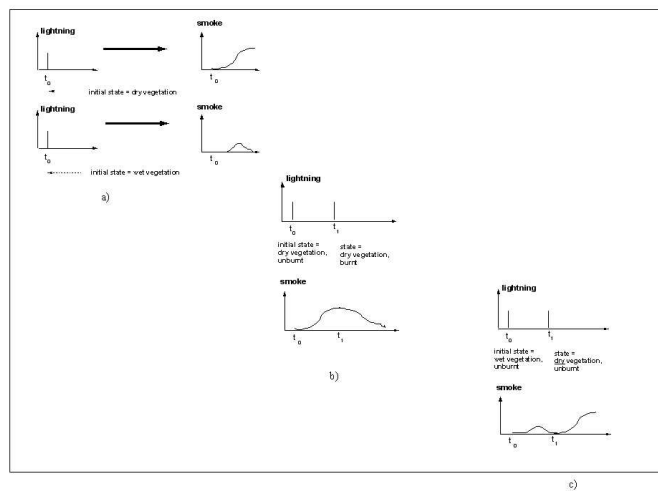 lightning
smoke
t0
t0
initial state = dry vegetation
lightning
smoke
t0
t0
initial state = wet vegetation
a)
lightning
t0
t1
initial state =
dry vegetation,
unburnt
state =
dry vegetation,
burnt
smoke
t0
t1
b)
lightning
t0
t1
initial state =
wet vegetation,
unburnt
state =
dry vegetation,
unburnt
smoke
t0
t1
c)